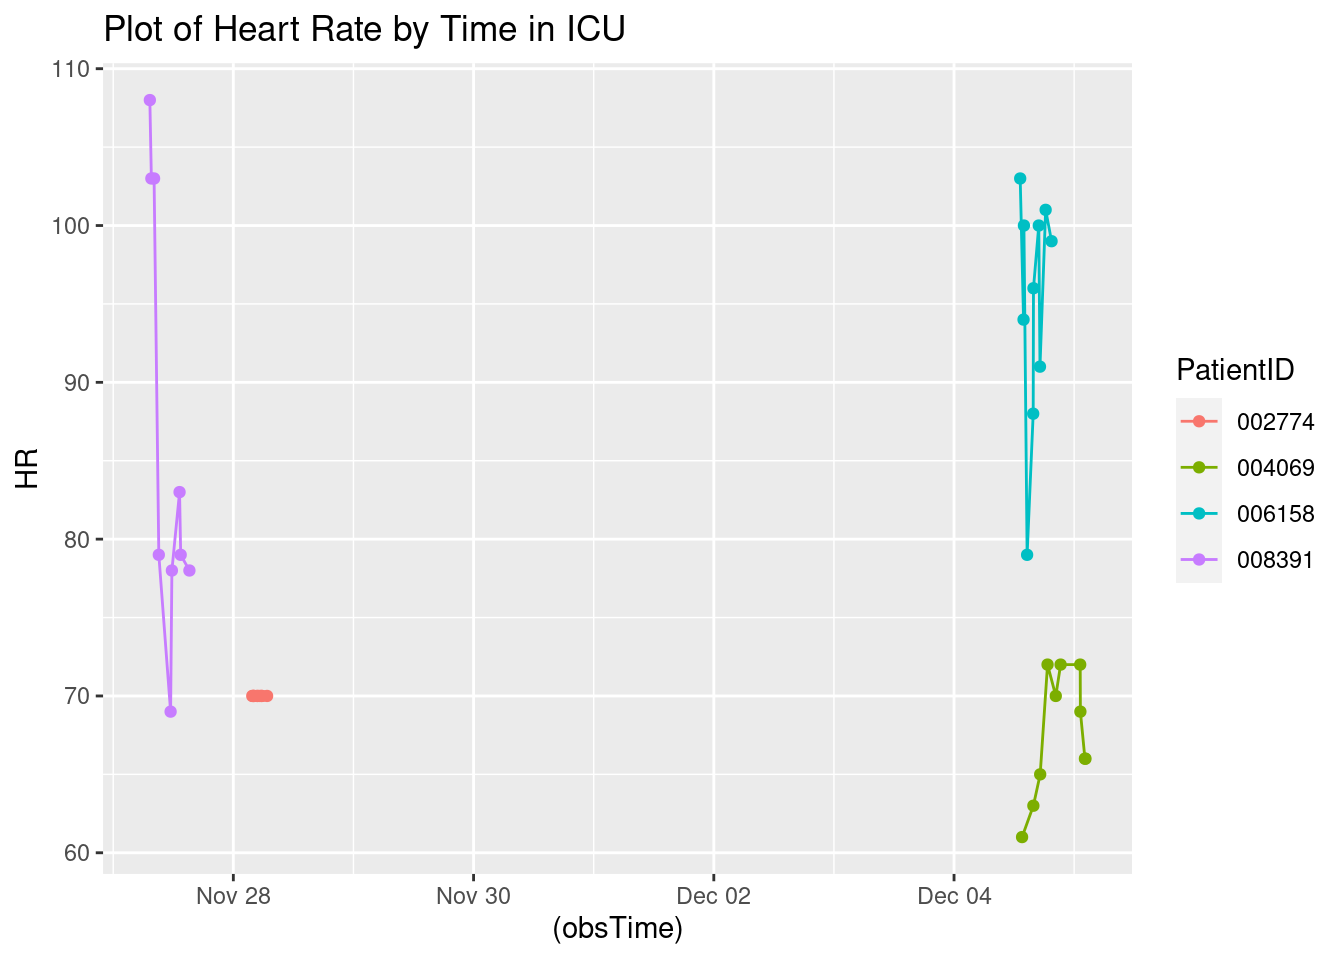 Plot of Heart Rate by Time in ICU
110
100
90
80
70
60
HR
Nov 28 Nov 30 Dec 02 Dec 04
(obsTime)
PatientID
002774
004069
006158
008391